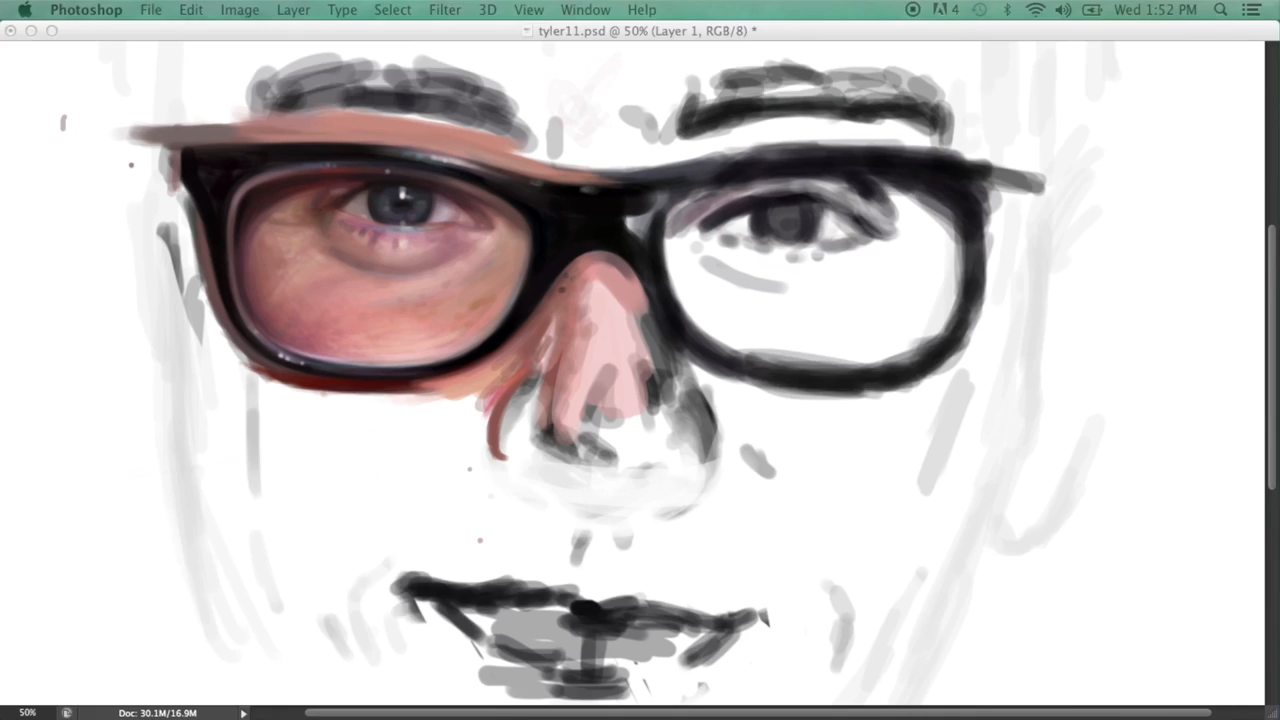 Photoshop File Edit Image Layer Type Select Filter 3D View Window Help 4 Wed 1:52 PM
tyler11.psd @ 50% (Layer 1, RGB/8) *
50% Doc: 30.1M/16.9M